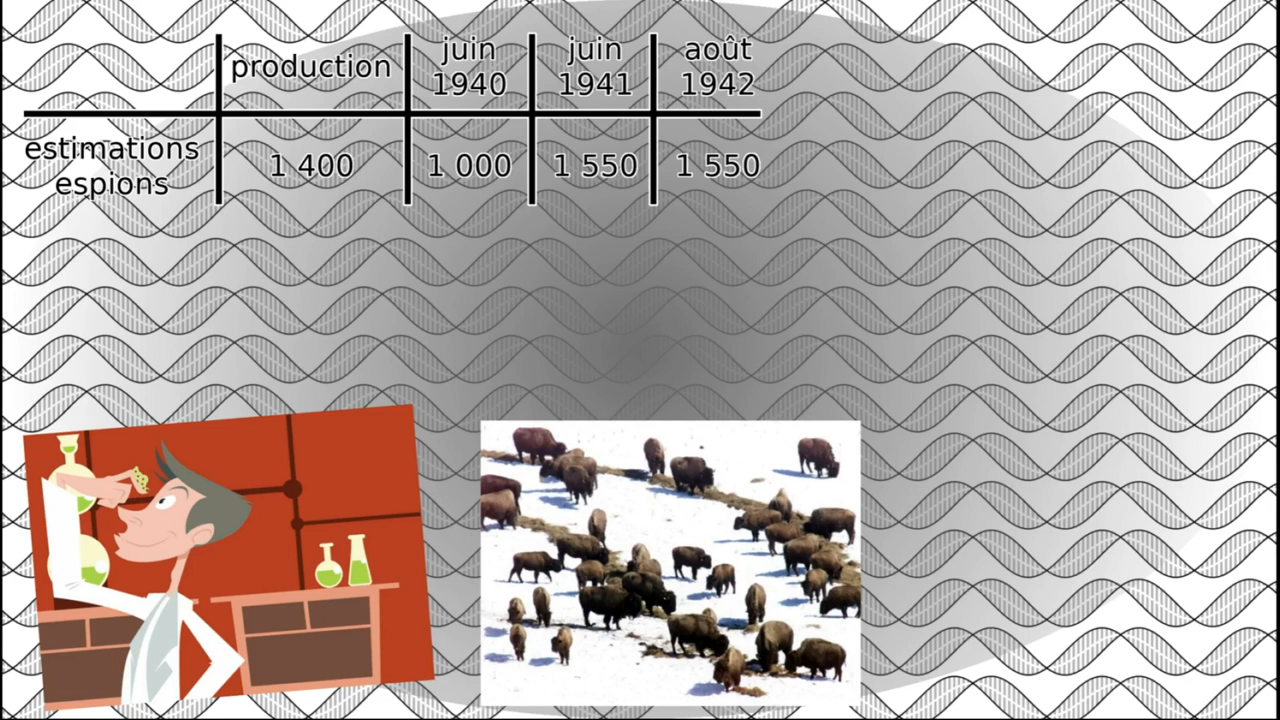 production
juin
1940
juin
1941
août
1942
estimations
espions
1 400
1 000
1 550
1 550